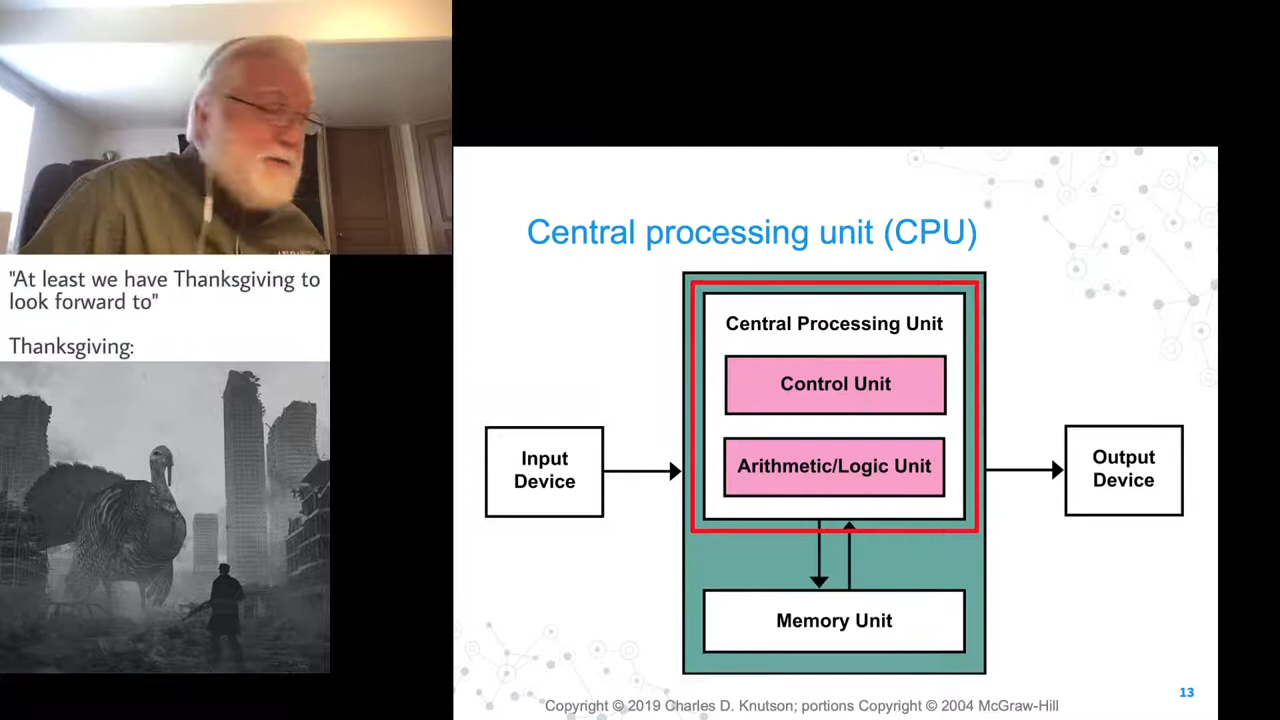 "At least we have Thanksgiving to
look forward to"
Thanksgiving:
Central processing unit (CPU)
Central Processing Unit
Control Unit
Arithmetic/Logic Unit
Input
Device
Output
Device
Memory Unit
13
Copyright © 2019 Charles D. Knutson; portions Copyright © 2004 McGraw-Hill